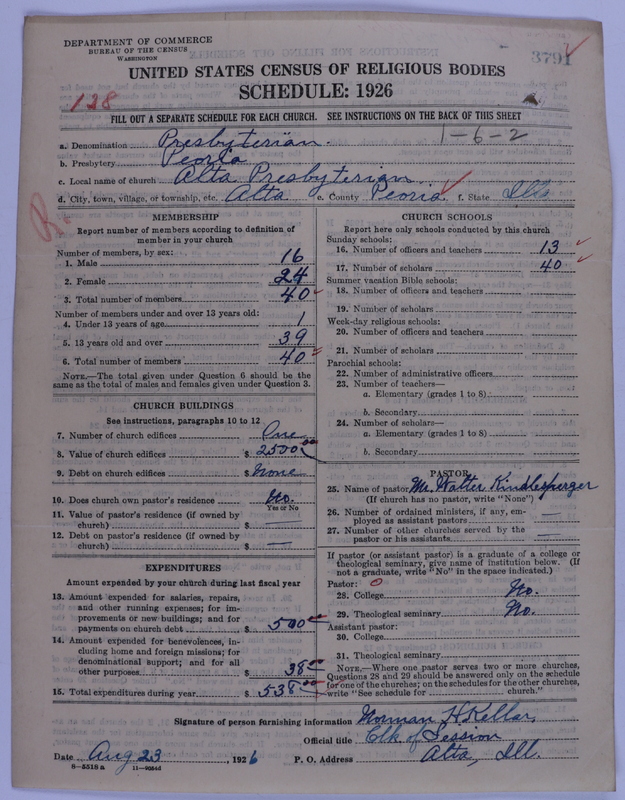 DEPARTMENT OF COMMERCE
BUREAU OF THE CENSUS
WASHINGTON
3791
UNITED STATES CENSUS OF RELIGIOUS BODIES
SCHEDULE: 1926
128
FILL OUT A SEPARATE SCHEDULE FOR EACH CHURCH. SEE INSTRUCTIONS ON THE BACK OF THIS SHEET
1-6-2
a. Denomination Presbyterian.
b. Presbytery Peoria
c. Local name of church Alta Presbyterian
d. City, town, village, or township, etc. Alta e. County Peoria f. State Ills
MEMBERSHIP
Report number of members according to definition of
member in your church
Number of members, by sex:
1. Male 16
2. Female 24
3. Total number of members 40
Number of members under and over 13 years old:
4. Under 13 years of age 1
5. 13 years old and over 39
6. Total number of members 40
NOTE.—The total given under Question 6 should be the
same as the total of males and females given under Question 3.
CHURCH BUILDINGS
See instructions, paragraphs 10 to 12
7. Number of church edifices One
8. Value of church edifices $ 2500 00
9. Debt on church edifices $ None
10. Does church own pastor's residence No.
Yes or No
11. Value of pastor's residence (if owned by
church) $ —
12. Debt on pastor's residence (if owned by
church) $ —
EXPENDITURES
Amount expended by your church during last fiscal year
13. Amount expended for salaries, repairs,
and other running expenses; for im-
provements or new buildings; and for
payments on church debt $ 500 00
14. Amount expended for benevolences, in-
cluding home and foreign missions; for
denominational support; and for all
other purposes $ 38 00
15. Total expenditures during year $ 538 00
CHURCH SCHOOLS
Report here only schools conducted by this church
Sunday schools:
16. Number of officers and teachers 13
17. Number of scholars 40
Summer vacation Bible schools:
18. Number of officers and teachers
19. Number of scholars
Week-day religious schools:
20. Number of officers and teachers
21. Number of scholars
Parochial schools:
22. Number of administrative officers
23. Number of teachers—
a. Elementary (grades 1 to 8)
b. Secondary
24. Number of scholars—
a. Elementary (grades 1 to 8)
b. Secondary
PASTOR
25. Name of pastor Mr. Walter Kindlesperger
(If church has no pastor, write "None")
26. Number of ordained ministers, if any, em-
ployed as assistant pastors —
27. Number of other churches served by the
pastor or his assistants —
If pastor (or assistant pastor) is a graduate of a college or
theological seminary, give name of institution below. (If
not a graduate, write "No" in the space indicated.)
Pastor: 0
28. College No.
29. Theological seminary No.
Assistant pastor:
30. College
31. Theological seminary
NOTE.—Where one pastor serves two or more churches,
Questions 28 and 29 should be answered only on the schedule
for one of the churches; on the schedules for the other churches,
write "See schedule for church."
Signature of person furnishing information Norman H Kellar
Official title Clk of Session
Date Aug 23, 1926 P. O. Address Alta, Ill.
8-5318 a